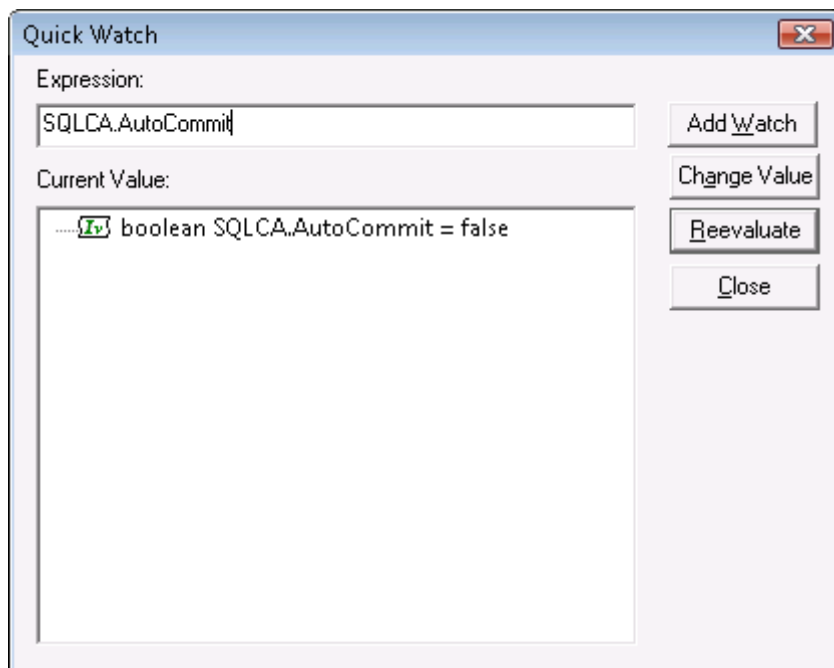 Quick Watch
Expression:
SQLCA.AutoCommit
Add Watch
Current Value:
Change Value
Iv boolean SQLCA.AutoCommit = false
Reevaluate
Close